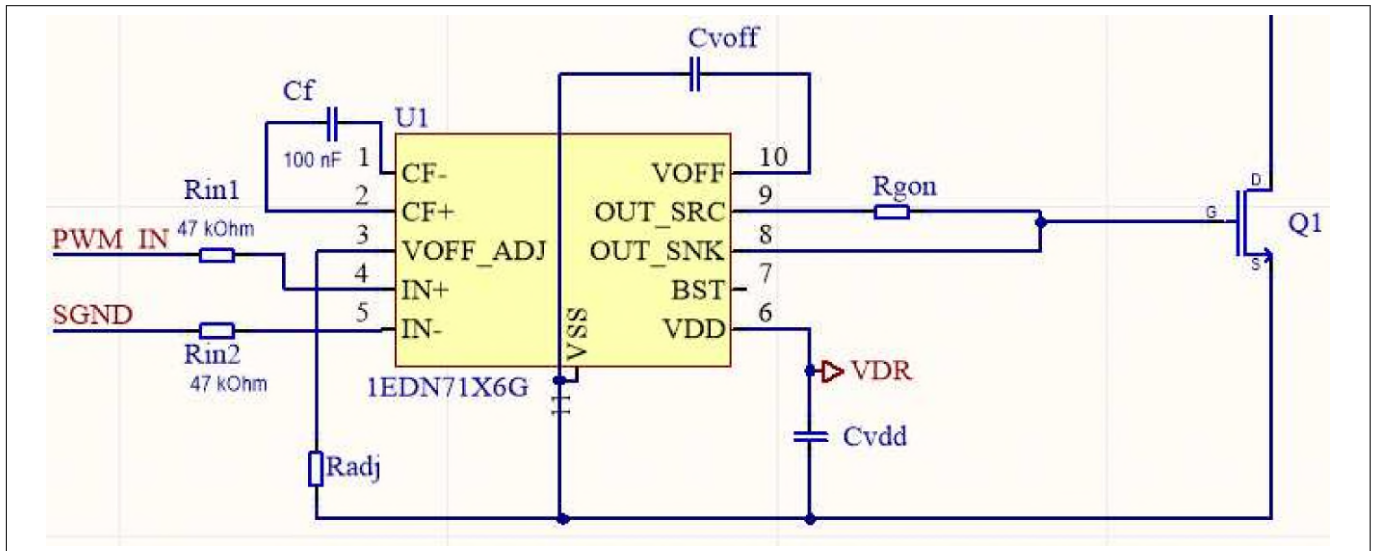 Cvoff
Cf
100 nF
U1
1 CF-
2 CF+
3 VOFF_ADJ
4 IN+
5 IN-
VOFF 10
OUT_SRC 9
OUT_SNK 8
BST 7
VDD 6
VSS
11
1EDN71X6G
Rin1
47 kOhm
PWM_IN
SGND
Rin2
47 kOhm
Radj
Rgon
D
G
S
Q1
VDR
Cvdd